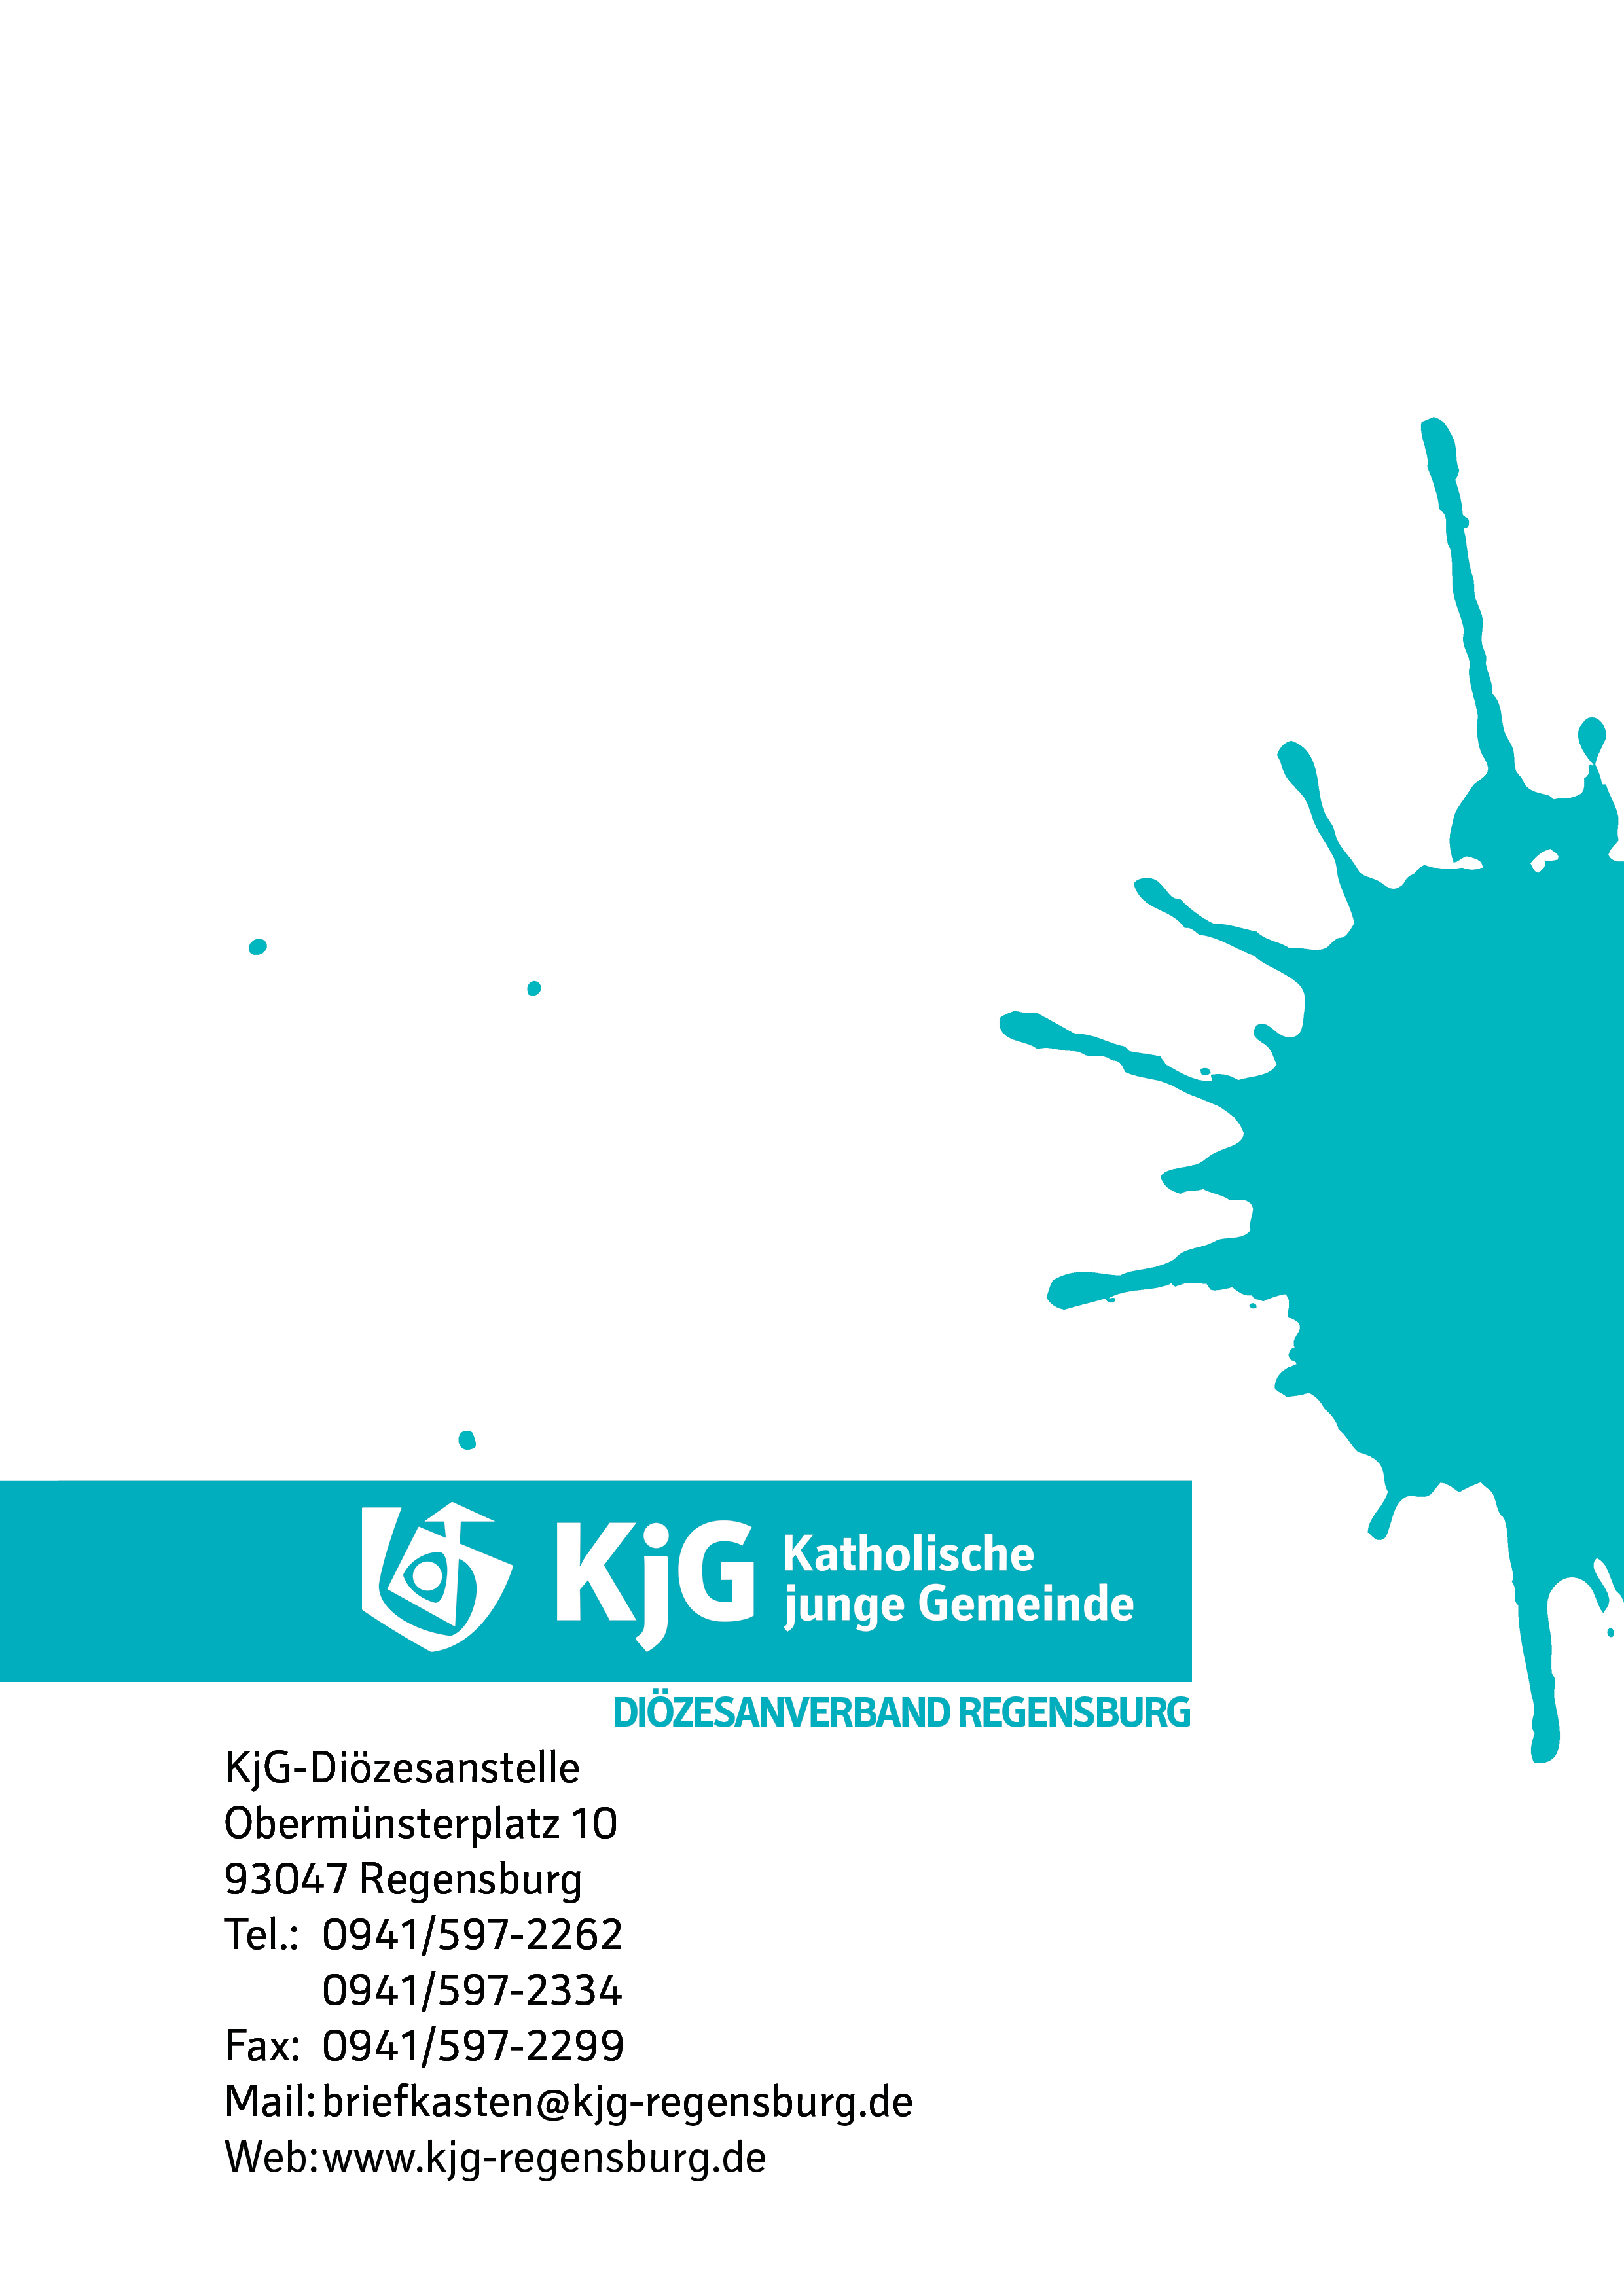 KjG
Katholische
junge Gemeinde
DIÖZESANVERBAND REGENSBURG
KjG-Diözesanstelle
Obermünsterplatz 10
93047 Regensburg
Tel.: 0941/597-2262
0941/597-2334
Fax: 0941/597-2299
Mail: briefkasten@kjg-regensburg.de
Web: www.kjg-regensburg.de